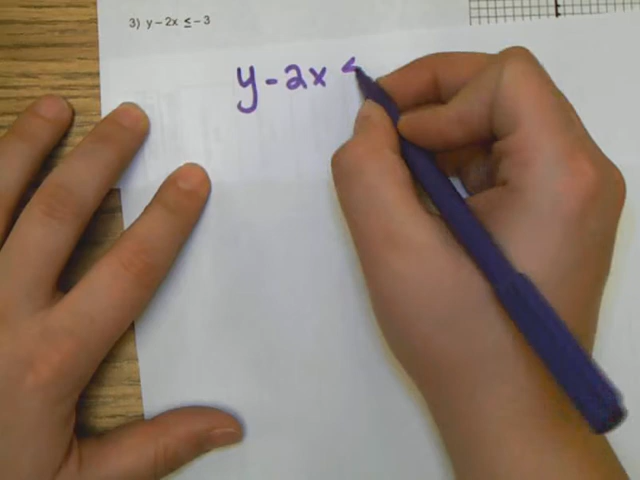 3) y-2x ≤ -3
y-2x <